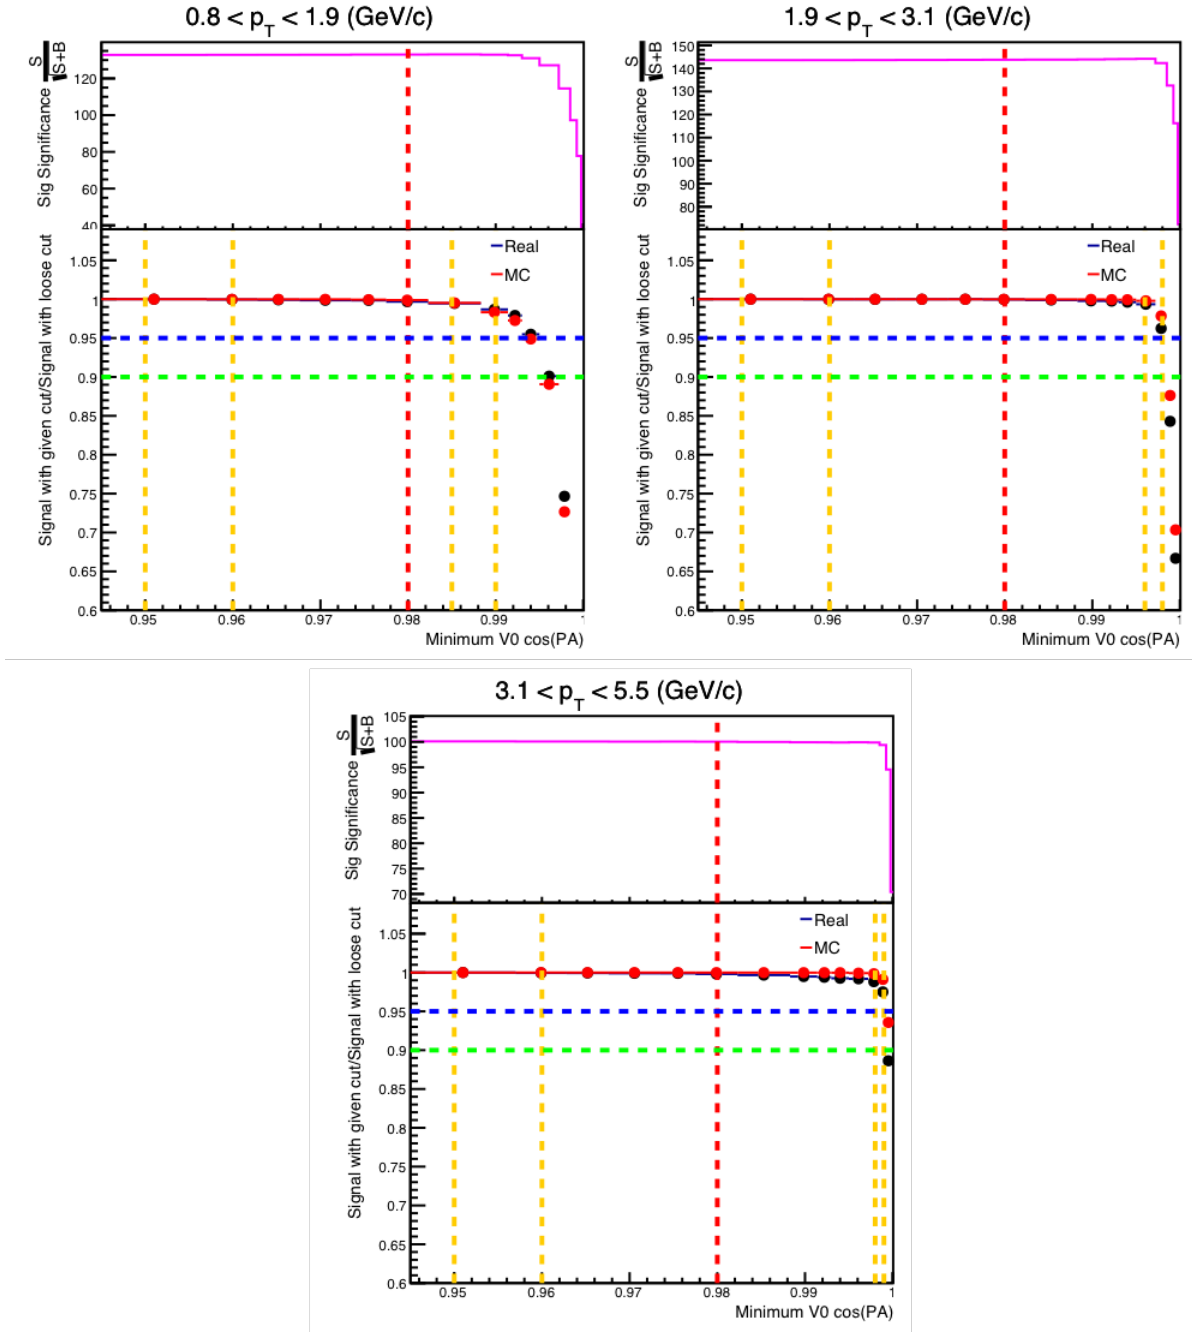 0.8 < p_T < 1.9 (GeV/c)
Sig Significance S/√S+B
120
100
80
60
40
Signal with given cut/Signal with loose cut
Real
MC
1.05
1
0.95
0.9
0.85
0.8
0.75
0.7
0.65
0.6
0.95 0.96 0.97 0.98 0.99 1
Minimum V0 cos(PA)
1.9 < p_T < 3.1 (GeV/c)
Sig Significance S/√S+B
150
140
130
120
110
100
90
80
Signal with given cut/Signal with loose cut
Real
MC
1.05
1
0.95
0.9
0.85
0.8
0.75
0.7
0.65
0.6
0.95 0.96 0.97 0.98 0.99 1
Minimum V0 cos(PA)
3.1 < p_T < 5.5 (GeV/c)
Sig Significance S/√S+B
105
100
95
90
85
80
75
70
Signal with given cut/Signal with loose cut
Real
MC
1.05
1
0.95
0.9
0.85
0.8
0.75
0.7
0.65
0.6
0.95 0.96 0.97 0.98 0.99 1
Minimum V0 cos(PA)